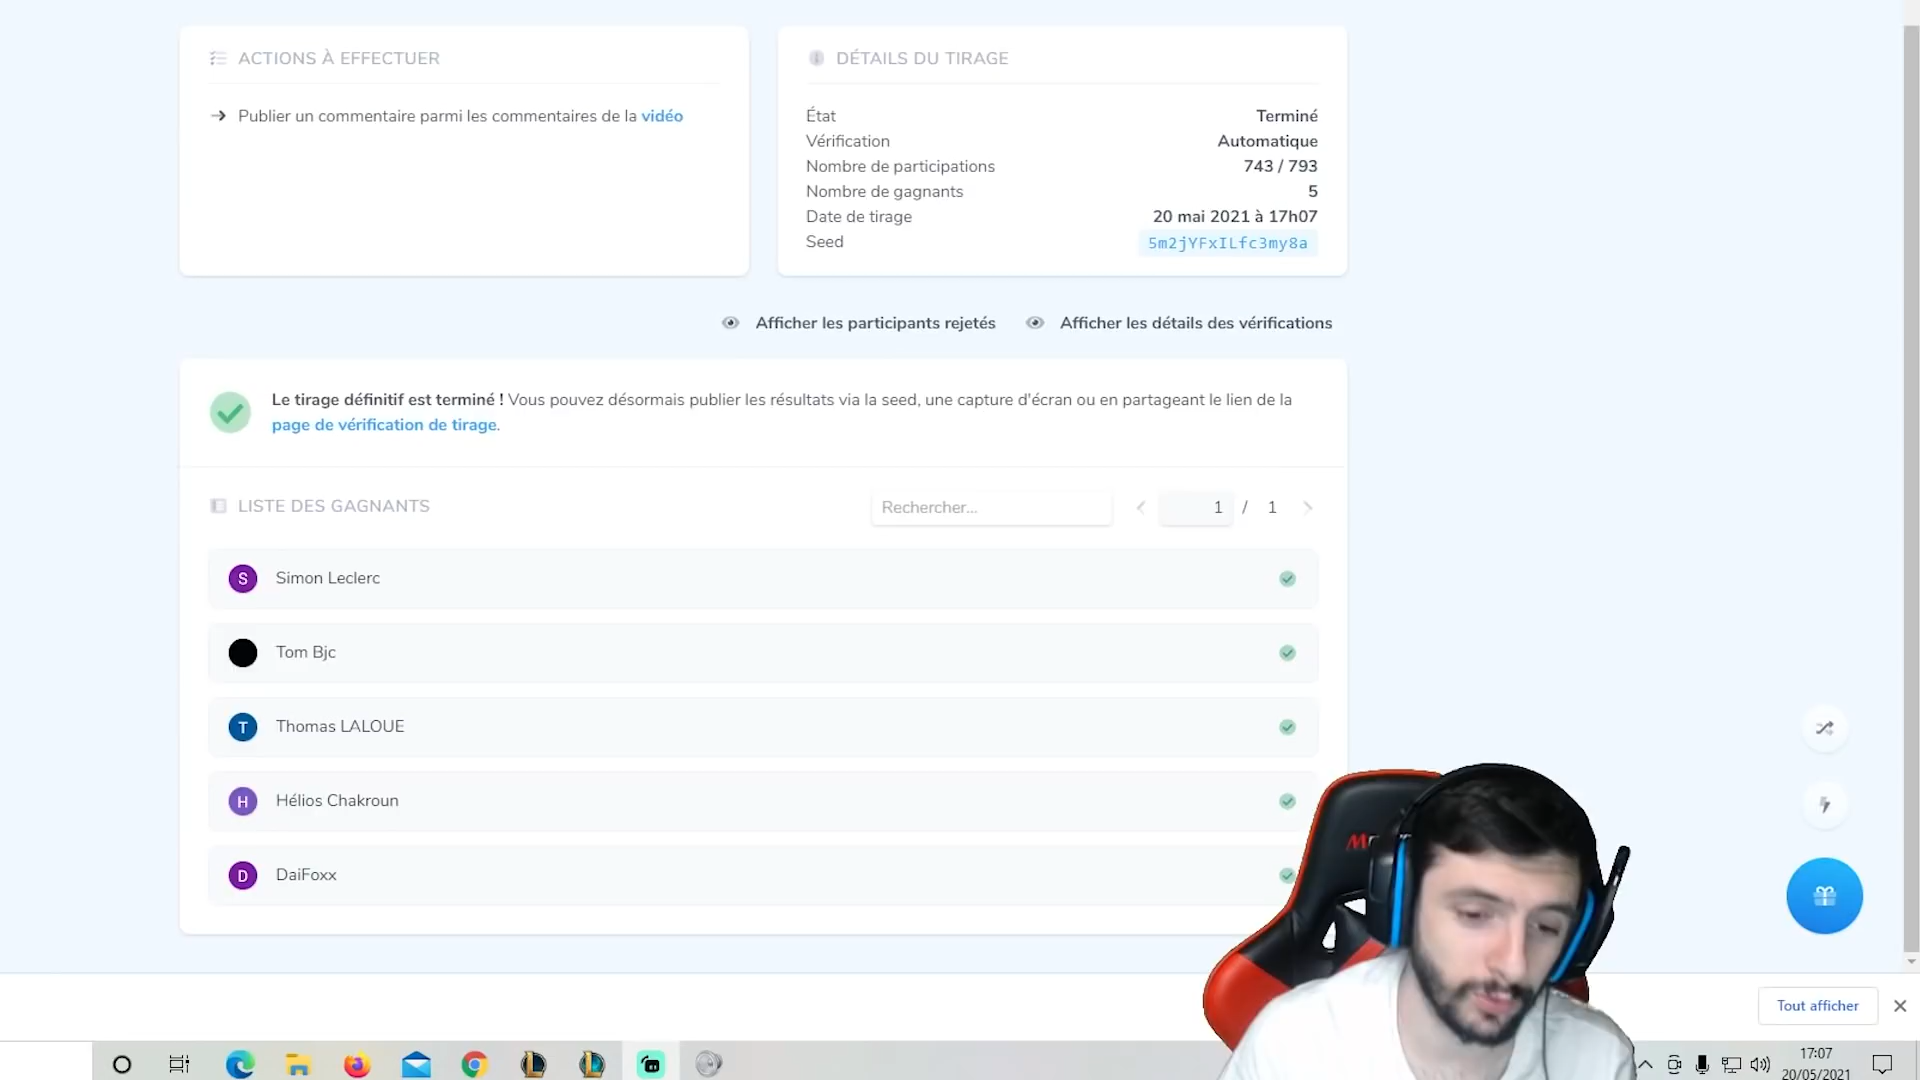 ACTIONS À EFFECTUER
→ Publier un commentaire parmi les commentaires de la vidéo
DÉTAILS DU TIRAGE
État Terminé
Vérification Automatique
Nombre de participations 743 / 793
Nombre de gagnants 5
Date de tirage 20 mai 2021 à 17h07
Seed 5m2jYFxILfc3my8a
Afficher les participants rejetés Afficher les détails des vérifications
Le tirage définitif est terminé ! Vous pouvez désormais publier les résultats via la seed, une capture d'écran ou en partageant le lien de la
page de vérification de tirage.
LISTE DES GAGNANTS Rechercher... 1 / 1
S Simon Leclerc
Tom Bjc
T Thomas LALOUE
H Hélios Chakroun
D DaiFoxx
Tout afficher
17:07
20/05/2021